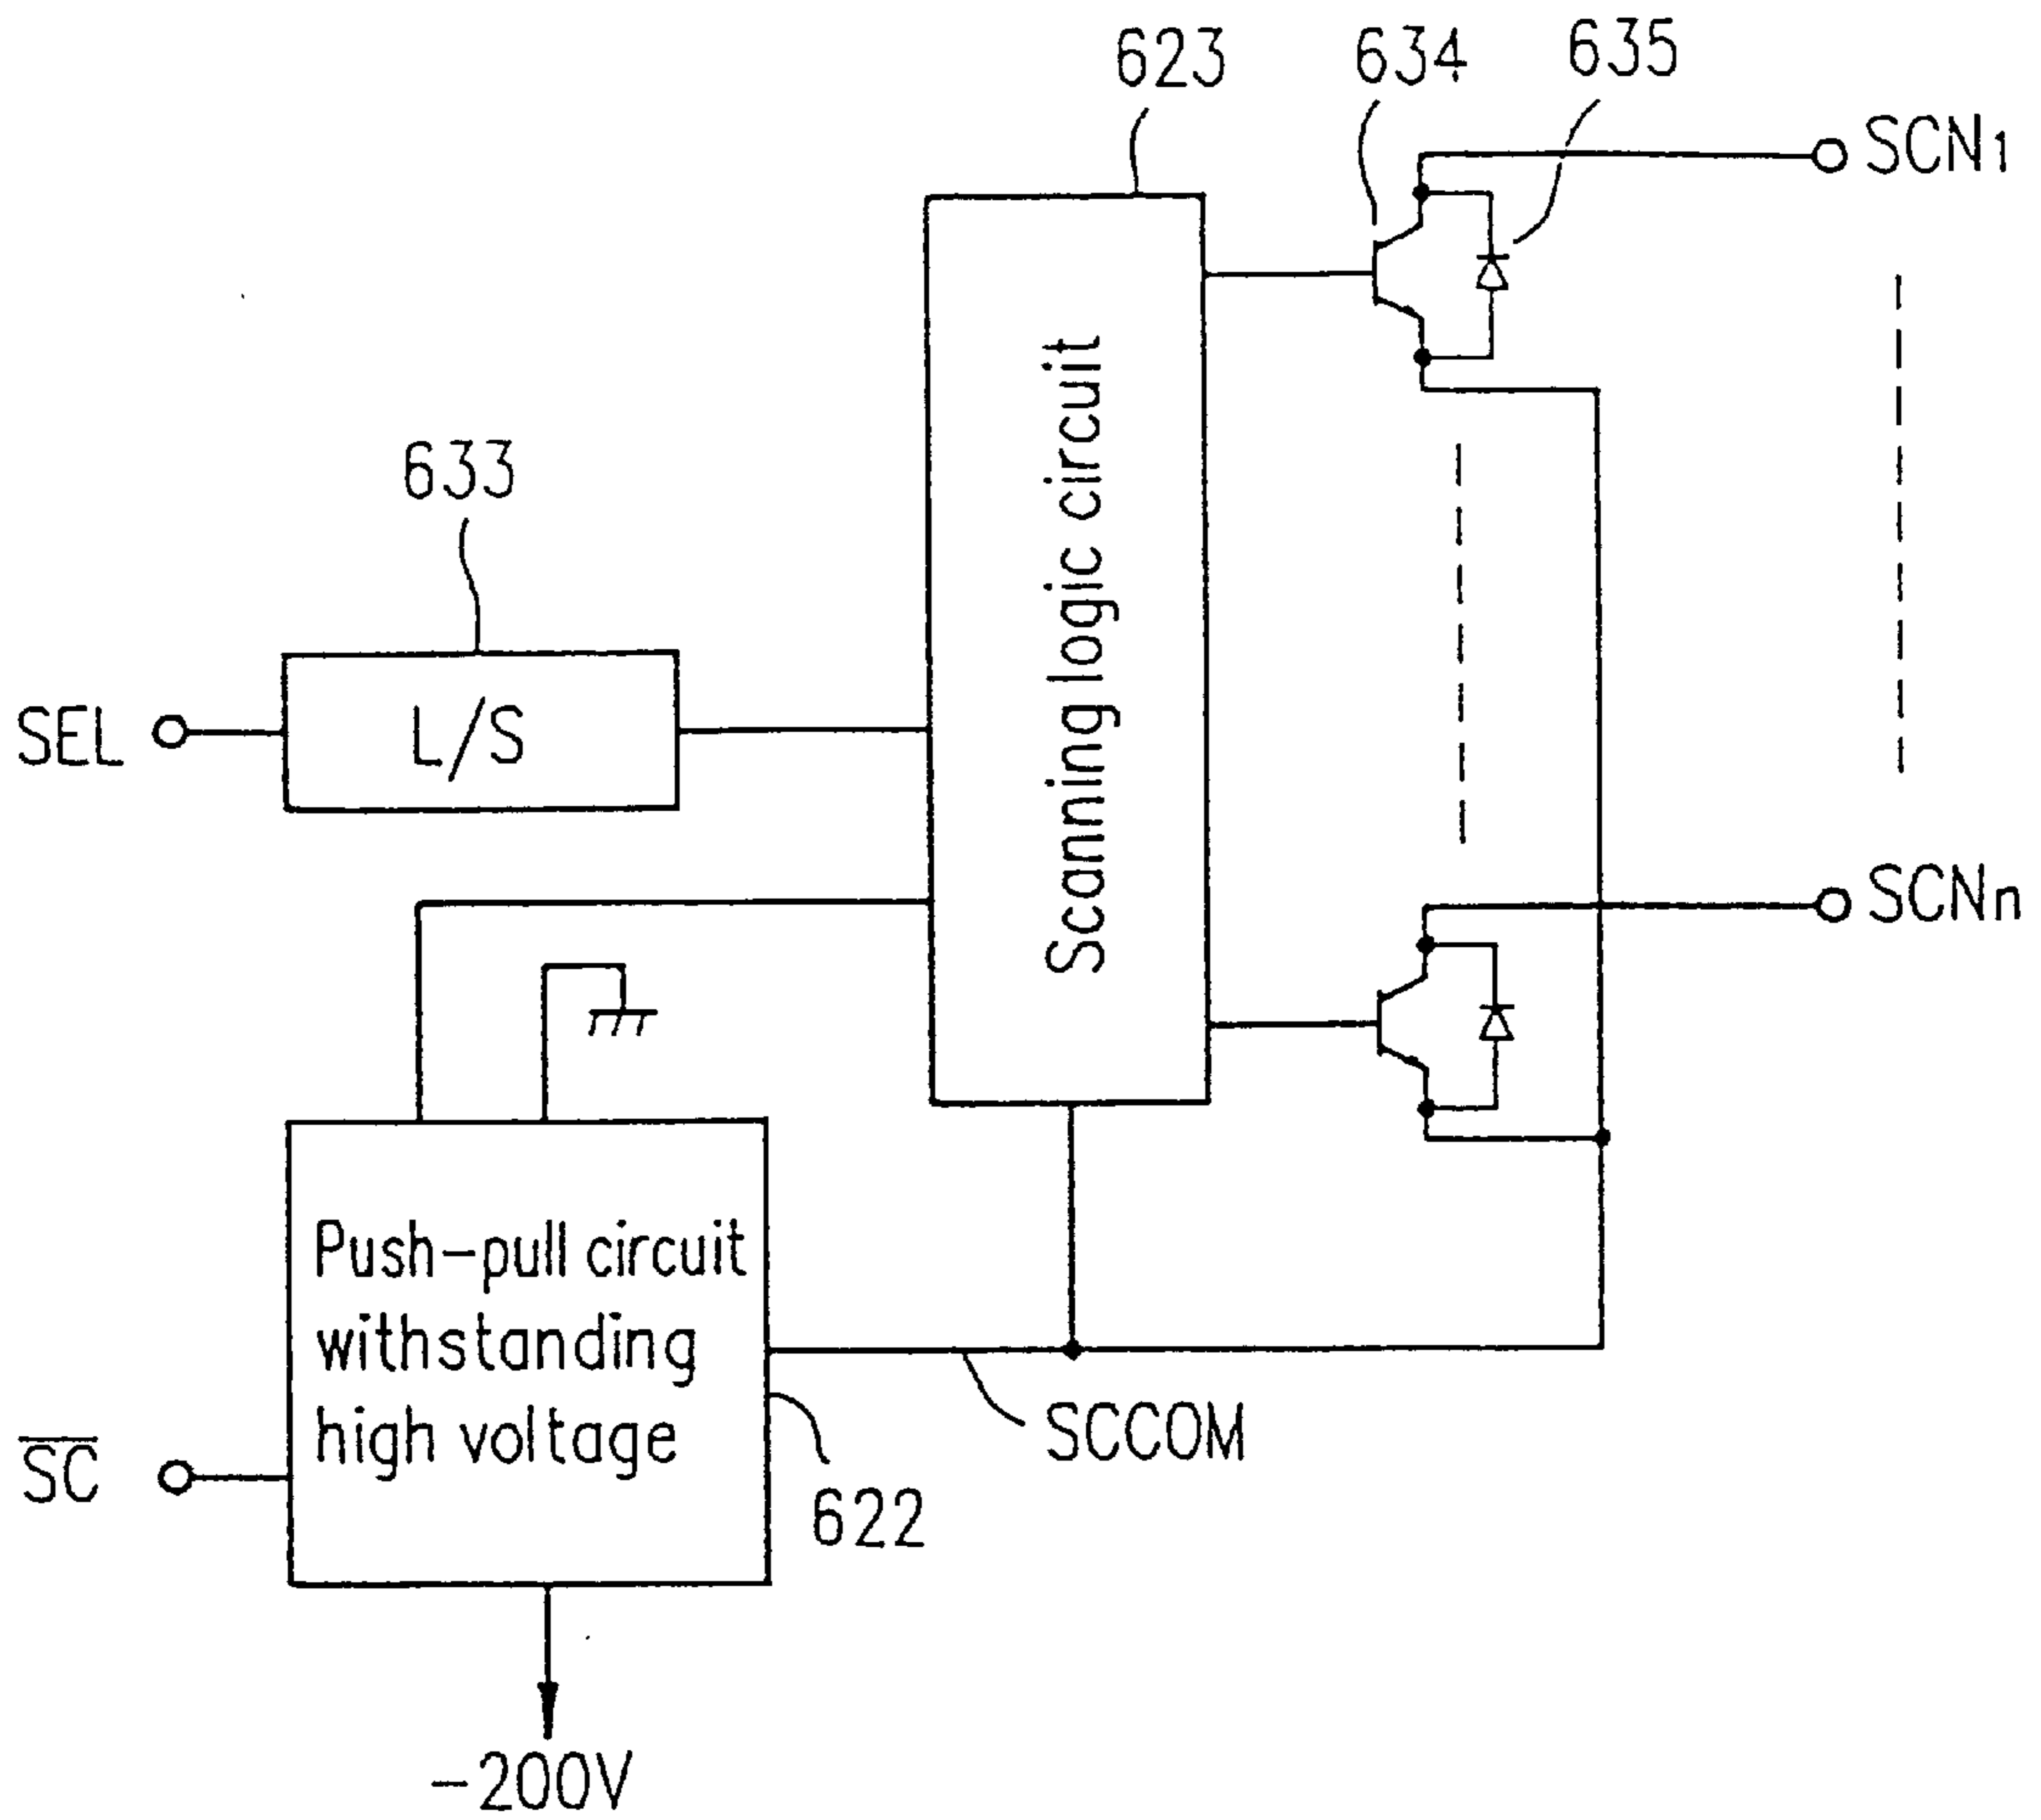 623
634
635
SCN1
633
SEL
L/S
Scanning logic circuit
SCNn
Push-pull circuit
withstanding
high voltage
SCCOM
S̅C̅
622
-200V